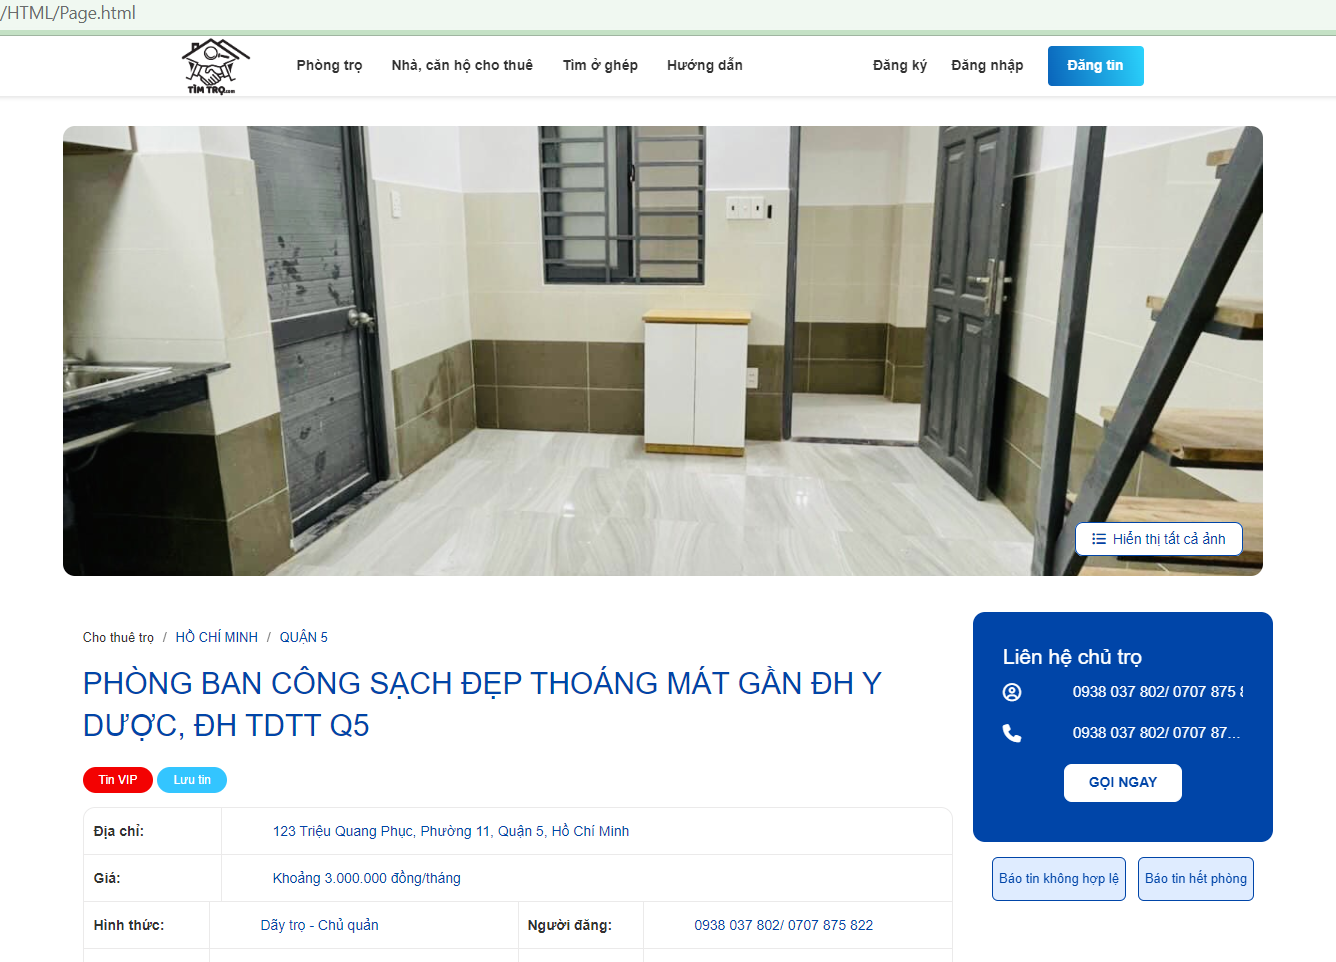 /HTML/Page.html
TÌM TRỌ.com
Phòng trọ
Nhà, căn hộ cho thuê
Tìm ở ghép
Hướng dẫn
Đăng ký
Đăng nhập
Đăng tin
Hiển thị tất cả ảnh
Cho thuê trọ / HỒ CHÍ MINH / QUẬN 5
PHÒNG BAN CÔNG SẠCH ĐẸP THOÁNG MÁT GẦN ĐH Y
DƯỢC, ĐH TDTT Q5
Tin VIP
Lưu tin
Địa chỉ: 123 Triệu Quang Phục, Phường 11, Quận 5, Hồ Chí Minh
Giá: Khoảng 3.000.000 đồng/tháng
Hình thức: Dãy trọ - Chủ quản Người đăng: 0938 037 802/ 0707 875 822
Liên hệ chủ trọ
0938 037 802/ 0707 875
0938 037 802/ 0707 87...
GỌI NGAY
Báo tin không hợp lệ
Báo tin hết phòng